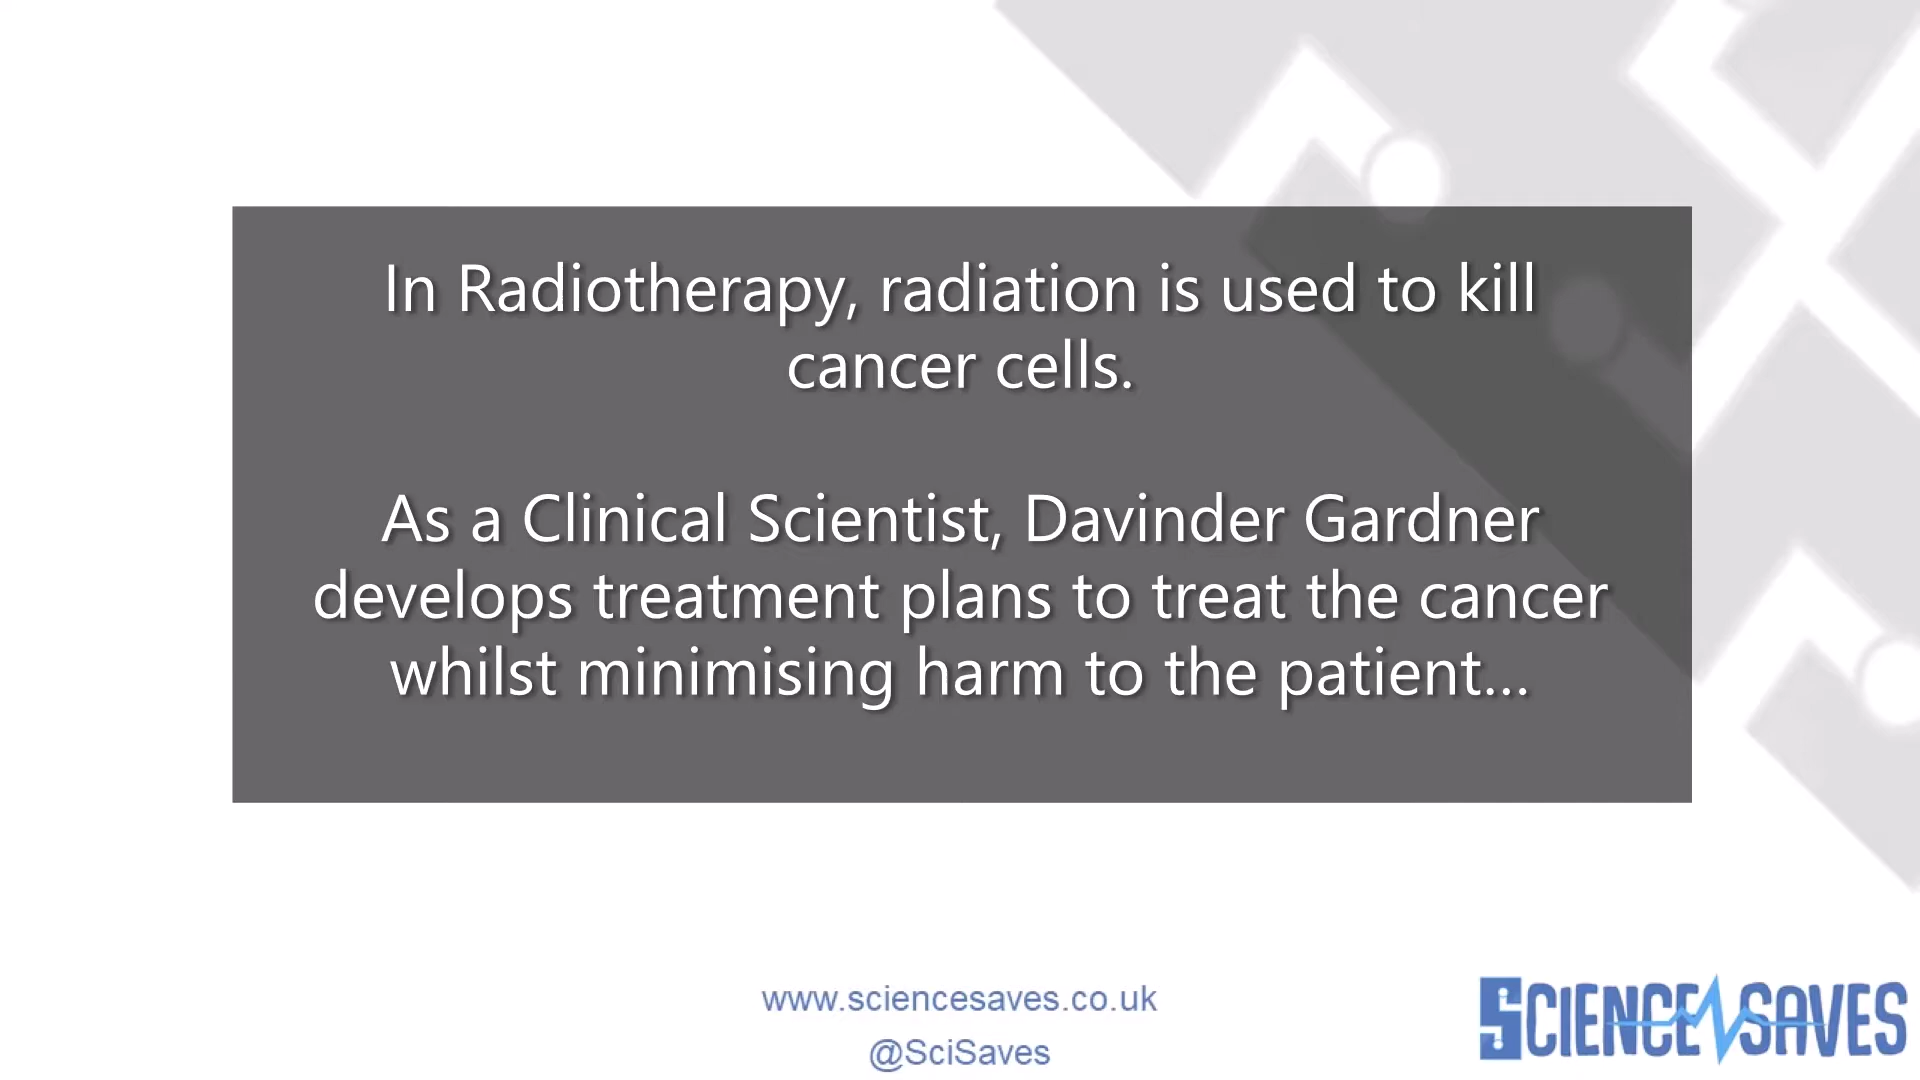 In Radiotherapy, radiation is used to kill
cancer cells.
As a Clinical Scientist, Davinder Gardner
develops treatment plans to treat the cancer
whilst minimising harm to the patient...
www.sciencesaves.co.uk
@SciSaves
SCIENCE SAVES